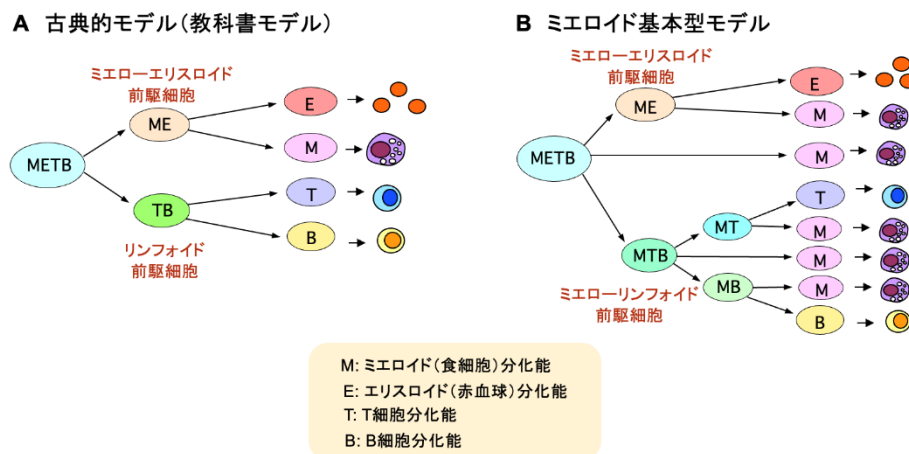 A 古典的モデル（教科書モデル）
ミエローエリスロイド
前駆細胞
METB
ME
E
M
TB
T
B
リンフォイド
前駆細胞
B ミエロイド基本型モデル
ミエローエリスロイド
前駆細胞
METB
ME
E
M
M
MTB
MT
T
M
M
MB
M
B
ミエローリンフォイド
前駆細胞
M: ミエロイド（食細胞）分化能
E: エリスロイド（赤血球）分化能
T: T細胞分化能
B: B細胞分化能